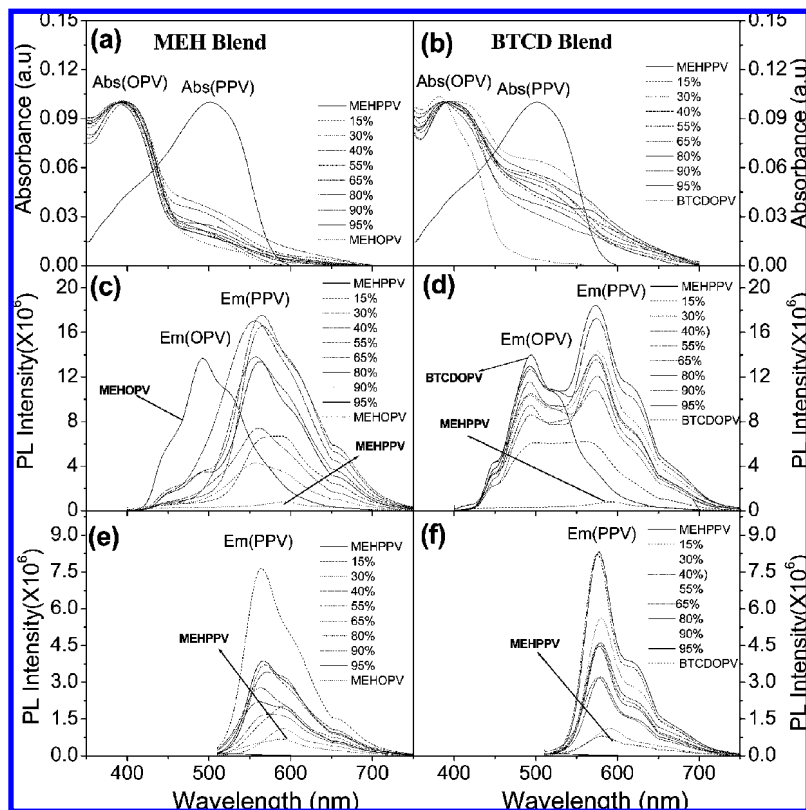 (a) MEH Blend
Abs(OPV)
Abs(PPV)
MEHPPV
15%
30%
40%
55%
65%
80%
90%
95%
MEHOPV
Absorbance (a.u)
0.15
0.12
0.09
0.06
0.03
0.00
(b) BTCD Blend
Abs(OPV)
Abs(PPV)
MEHPPV
15%
30%
40%
55%
65%
80%
90%
95%
BTCDOPV
0.15
0.12
0.09
0.06
0.03
0.00
Absorbance (a.u)
(c)
Em(PPV)
Em(OPV)
MEHOPV
MEHPPV
MEHPPV
15%
30%
40%
55%
65%
80%
90%
95%
MEHOPV
PL Intensity(X10⁶)
20
16
12
8
4
0
(d)
Em(PPV)
Em(OPV)
BTCDOPV
MEHPPV
MEHPPV
15%
30%
40%)
55%
65%
80%
90%
95%
BTCDOPV
20
16
12
8
4
0
PL Intensity(X10⁶)
(e)
Em(PPV)
MEHPPV
MEHPPV
15%
30%
40%
55%
65%
80%
90%
95%
MEHOPV
PL Intensity(X10⁶)
9.0
7.5
6.0
4.5
3.0
1.5
0.0
(f)
Em(PPV)
MEHPPV
MEHPPV
15%
30%
40%)
55%
65%
80%
90%
95%
BTCDOPV
9.0
7.5
6.0
4.5
3.0
1.5
0.0
PL Intensity(X10⁶)
400 500 600 700
400 500 600 700
Wavelength (nm)
Wavelength (nm)